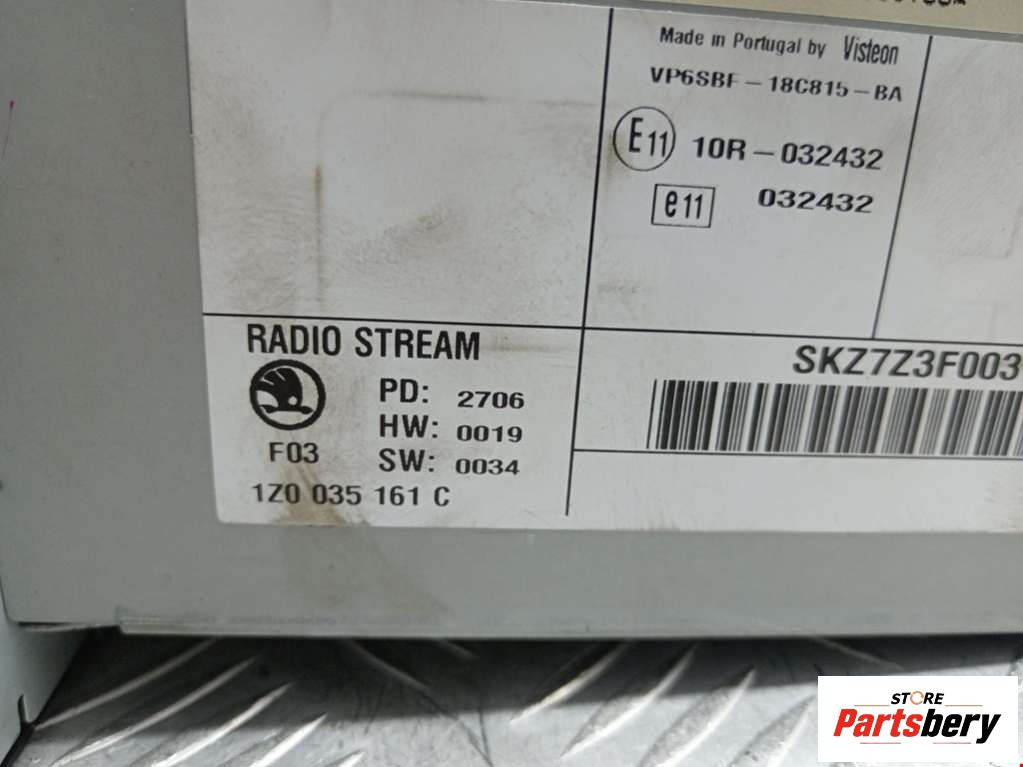 Made in Portugal by Visteon
VP6SBF-18C815-BA
E11 10R-032432
e11 032432
RADIO STREAM
PD: 2706
HW: 0019
F03
SW: 0034
1Z0 035 161 C
SKZ7Z3F003
STORE
Partsbery